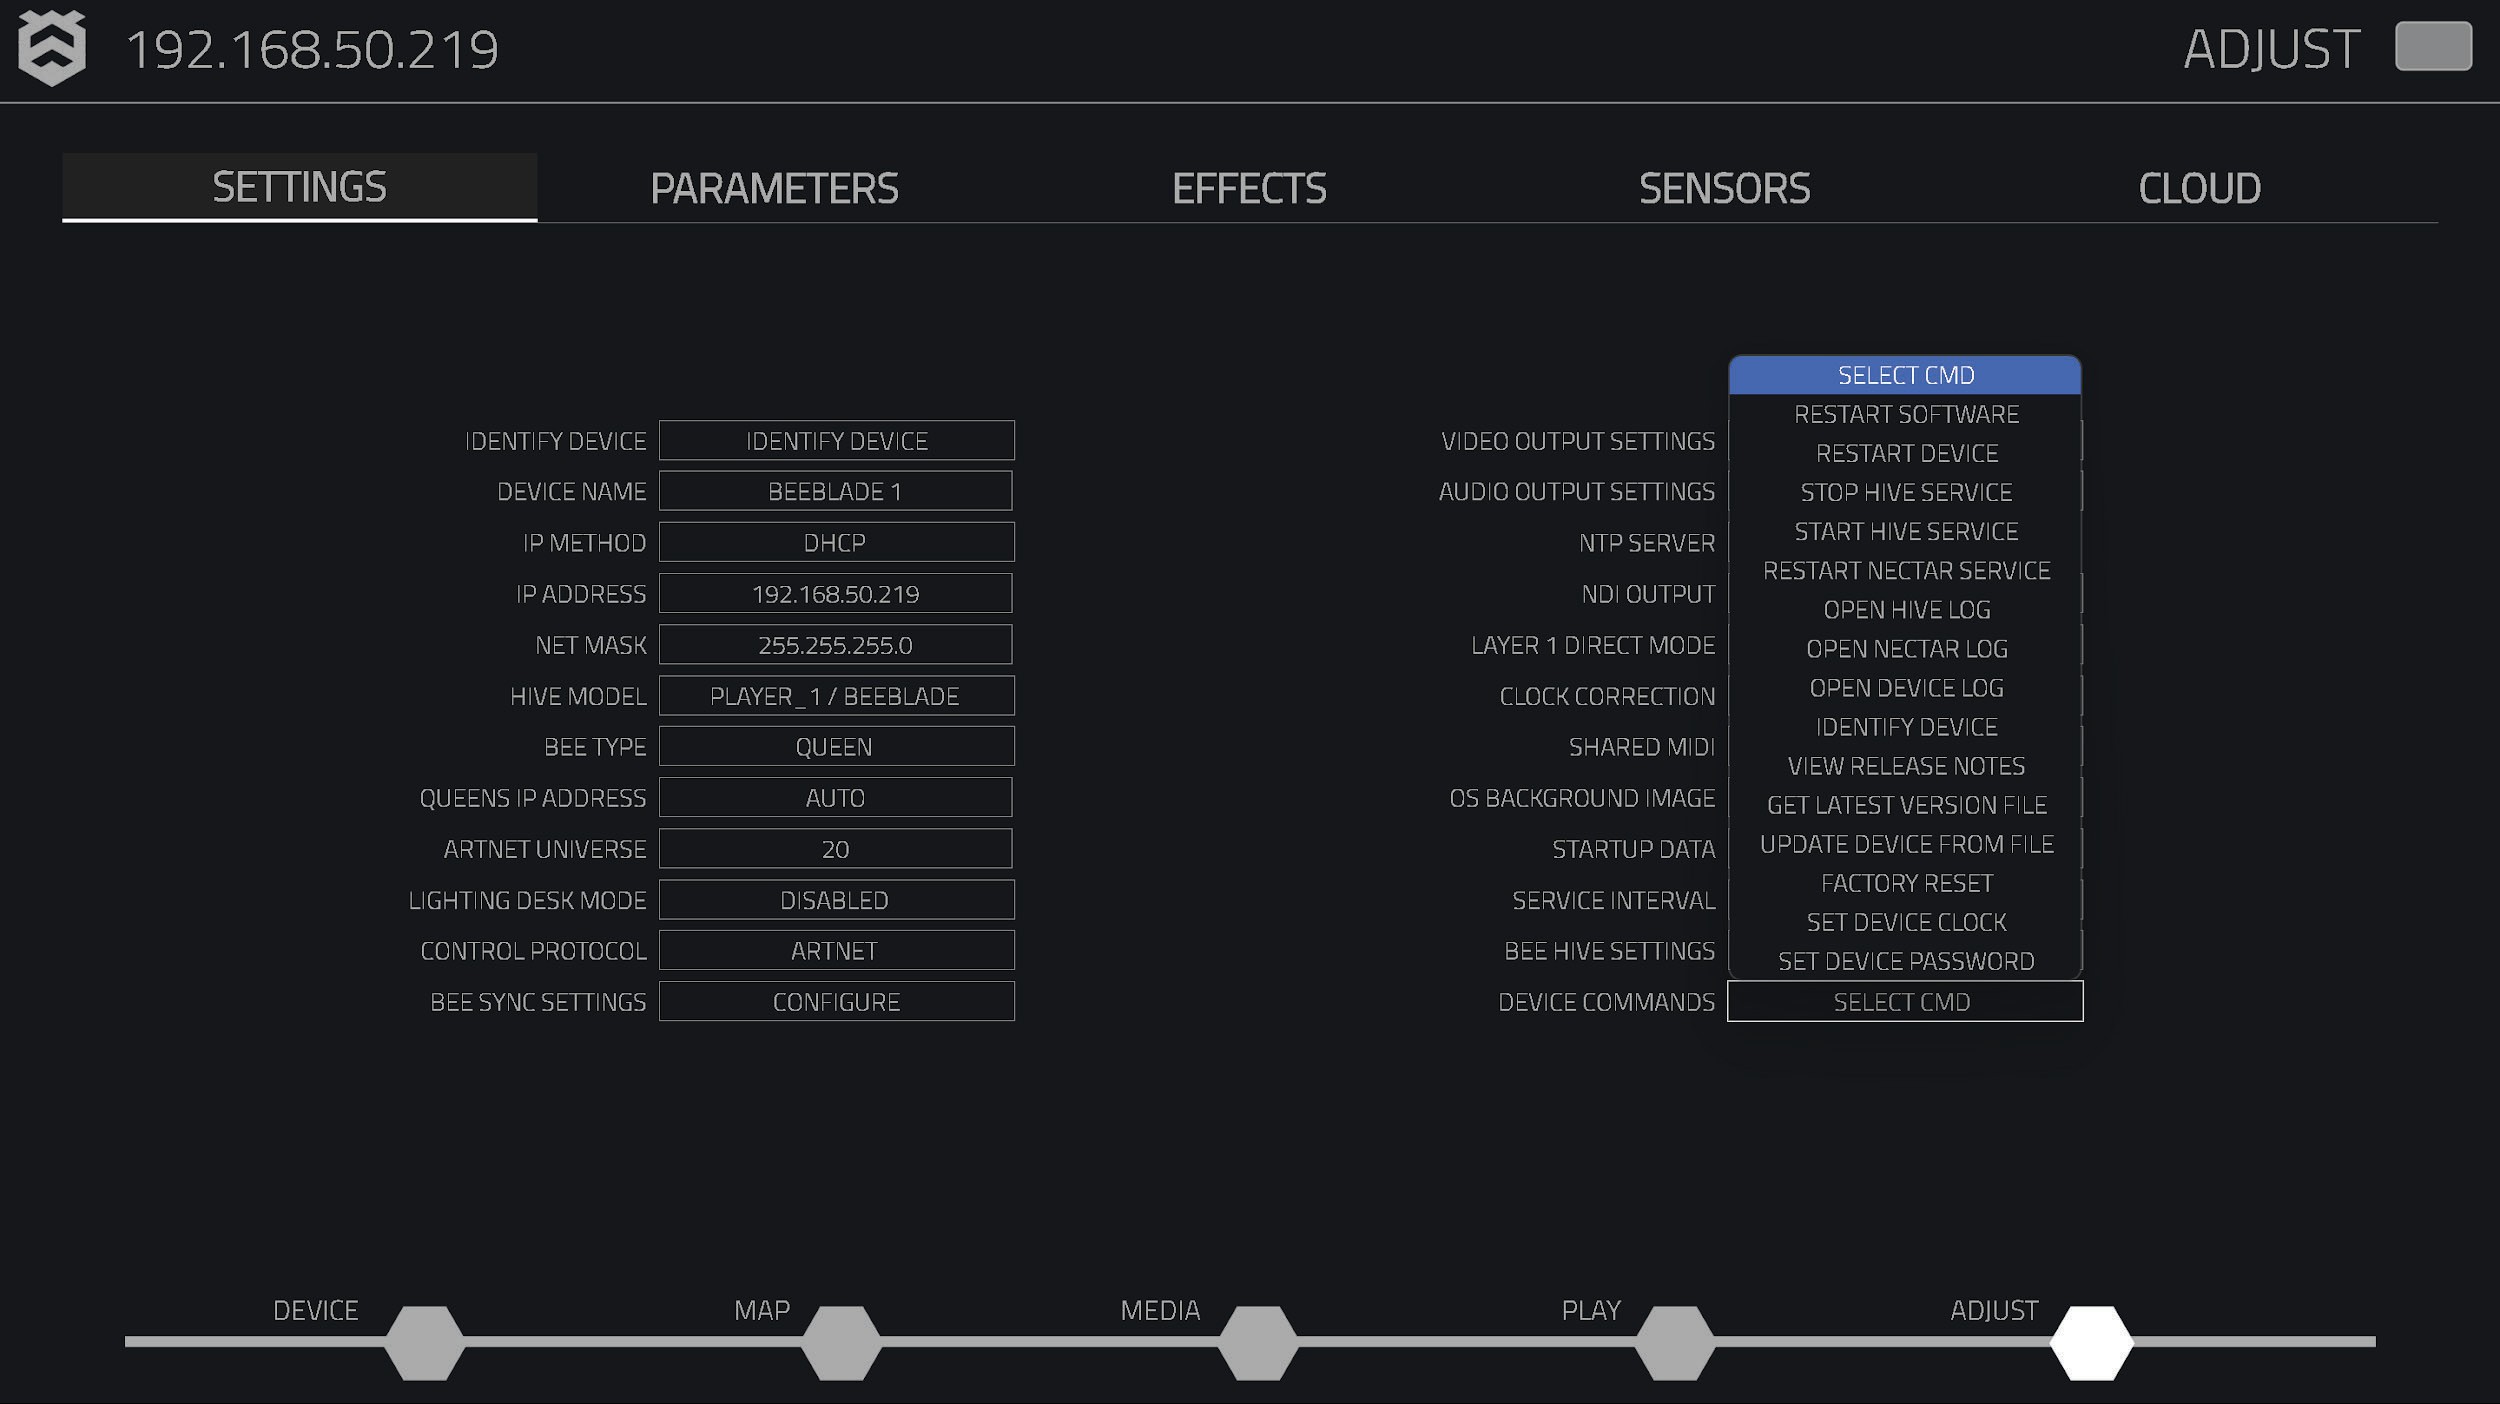 192.168.50.219
ADJUST
SETTINGS
PARAMETERS
EFFECTS
SENSORS
CLOUD
IDENTIFY DEVICE
IDENTIFY DEVICE
DEVICE NAME
BEEBLADE 1
IP METHOD
DHCP
IP ADDRESS
192.168.50.219
NET MASK
255.255.255.0
HIVE MODEL
PLAYER_1 / BEEBLADE
BEE TYPE
QUEEN
QUEENS IP ADDRESS
AUTO
ARTNET UNIVERSE
20
LIGHTING DESK MODE
DISABLED
CONTROL PROTOCOL
ARTNET
BEE SYNC SETTINGS
CONFIGURE
VIDEO OUTPUT SETTINGS
AUDIO OUTPUT SETTINGS
NTP SERVER
NDI OUTPUT
LAYER 1 DIRECT MODE
CLOCK CORRECTION
SHARED MIDI
OS BACKGROUND IMAGE
STARTUP DATA
SERVICE INTERVAL
BEE HIVE SETTINGS
DEVICE COMMANDS
SELECT CMD
RESTART SOFTWARE
RESTART DEVICE
STOP HIVE SERVICE
START HIVE SERVICE
RESTART NECTAR SERVICE
OPEN HIVE LOG
OPEN NECTAR LOG
OPEN DEVICE LOG
IDENTIFY DEVICE
VIEW RELEASE NOTES
GET LATEST VERSION FILE
UPDATE DEVICE FROM FILE
FACTORY RESET
SET DEVICE CLOCK
SET DEVICE PASSWORD
SELECT CMD
DEVICE
MAP
MEDIA
PLAY
ADJUST